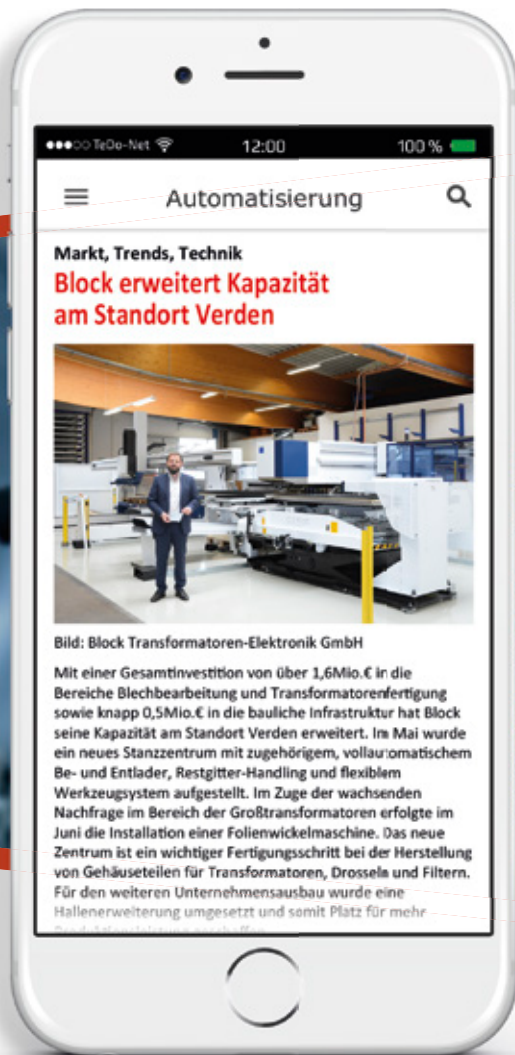 TeDo-Net 12:00 100 %
Automatisierung
Markt, Trends, Technik
Block erweitert Kapazität
am Standort Verden
Bild: Block Transformatoren-Elektronik GmbH
Mit einer Gesamtinvestition von über 1,6Mio.€ in die
Bereiche Blechbearbeitung und Transformatorenfertigung
sowie knapp 0,5Mio.€ in die bauliche Infrastruktur hat Block
seine Kapazität am Standort Verden erweitert. Im Mai wurde
ein neues Stanzzentrum mit zugehörigem, vollautomatischem
Be- und Entlader, Restgitter-Handling und flexiblem
Werkzeugsystem aufgestellt. Im Zuge der wachsenden
Nachfrage im Bereich der Großtransformatoren erfolgte im
Juni die Installation einer Folienwickelmaschine. Das neue
Zentrum ist ein wichtiger Fertigungsschritt bei der Herstellung
von Gehäuseteilen für Transformatoren, Drosseln und Filtern.
Für den weiteren Unternehmensausbau wurde eine
Hallenerweiterung umgesetzt und somit Platz für mehr